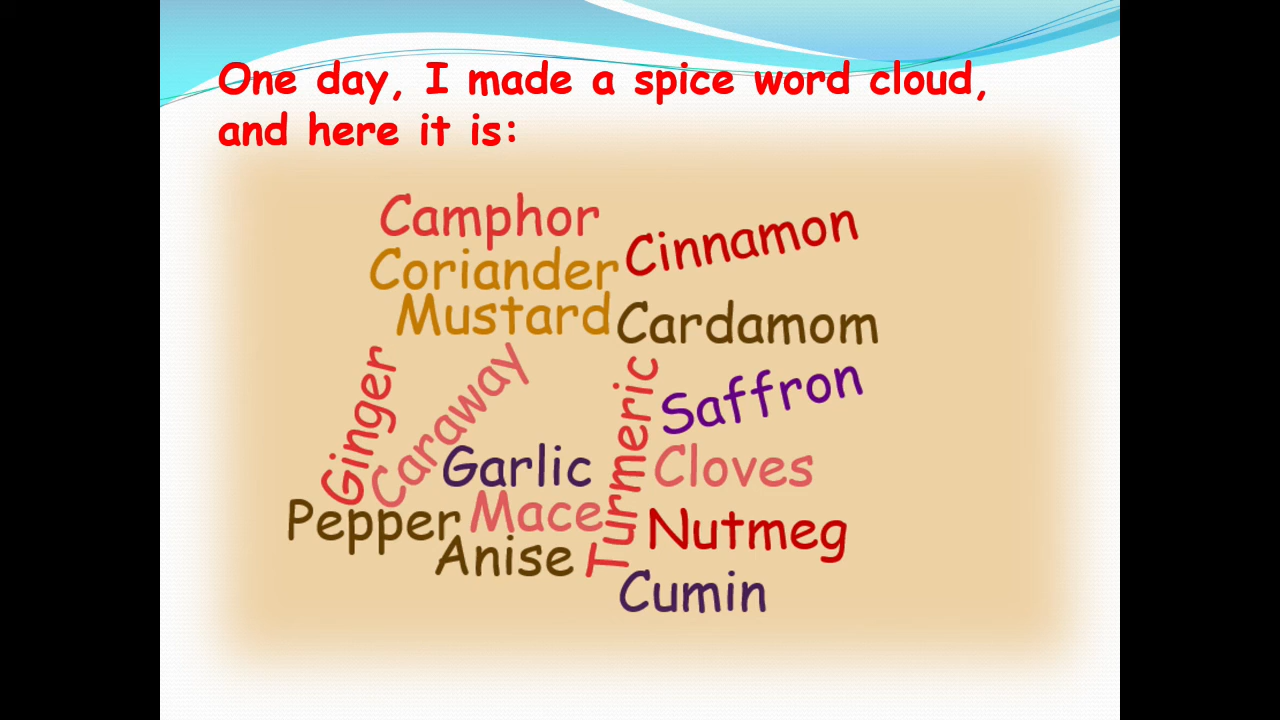 One day, I made a spice word cloud,
and here it is:
Camphor
Cinnamon
Coriander
Mustard
Cardamom
Ginger
Caraway
Turmeric
Saffron
Garlic
Cloves
Pepper
Mace
Nutmeg
Anise
Cumin